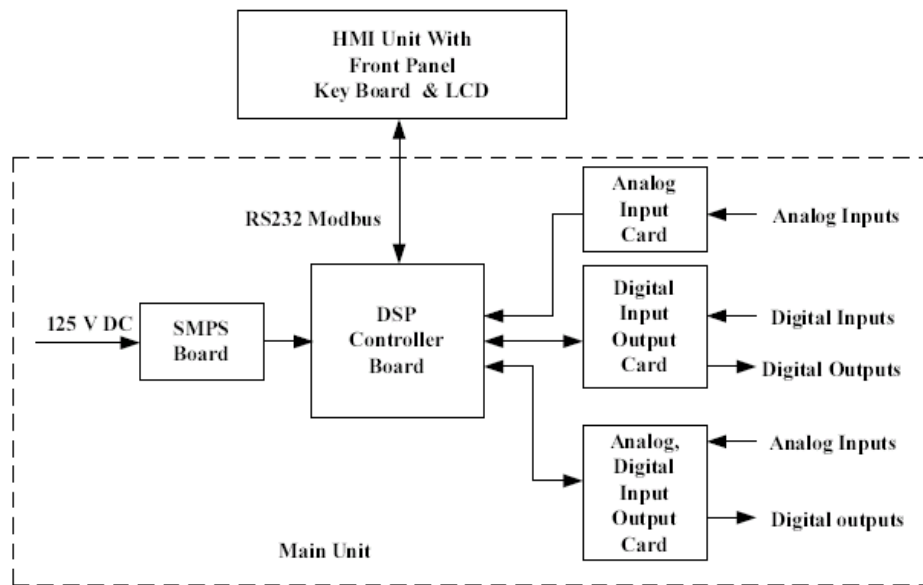 HMI Unit With
Front Panel
Key Board & LCD
RS232 Modbus
Analog
Input
Card
Analog Inputs
125 V DC
SMPS
Board
DSP
Controller
Board
Digital
Input
Output
Card
Digital Inputs
Digital Outputs
Analog,
Digital
Input
Output
Card
Analog Inputs
Digital outputs
Main Unit